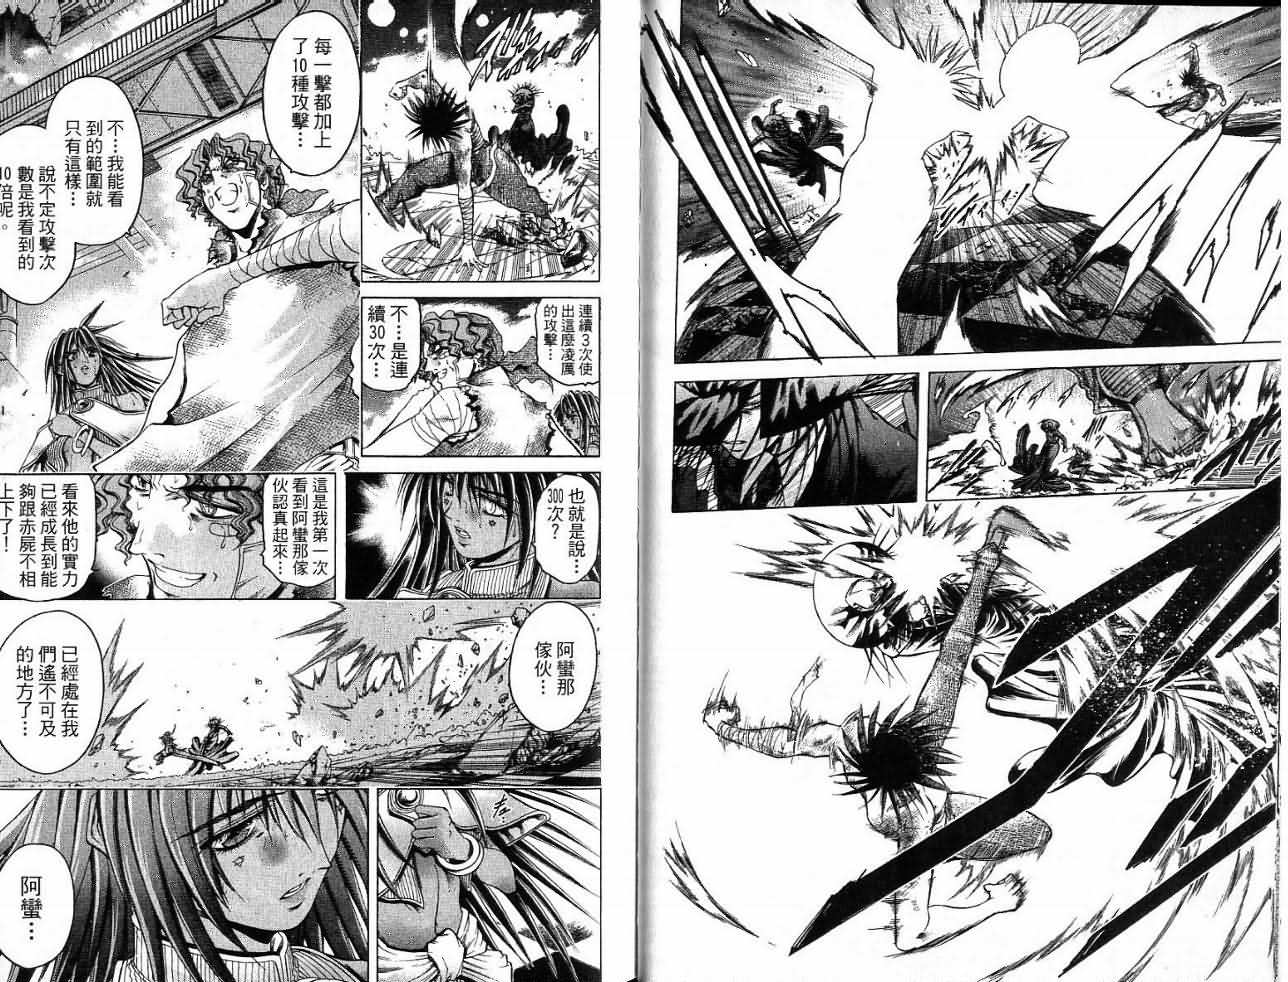 每一擊都加上
了10種攻擊…
不…我能看
到的範圍就
只有這樣…
說不定攻擊次
數是我看到的
10倍呢。
連續3次使
出這麼凌厲
的攻擊…
不…是連
續30次…
也就是說…
300次？
這是我第一次
看到阿蠻那傢
伙認真起來…
看來他的實力
已經成長到能
夠跟赤屍不相
上下了！
阿蠻那
傢伙…
已經處在我
們遙不可及
的地方了…
阿蠻…